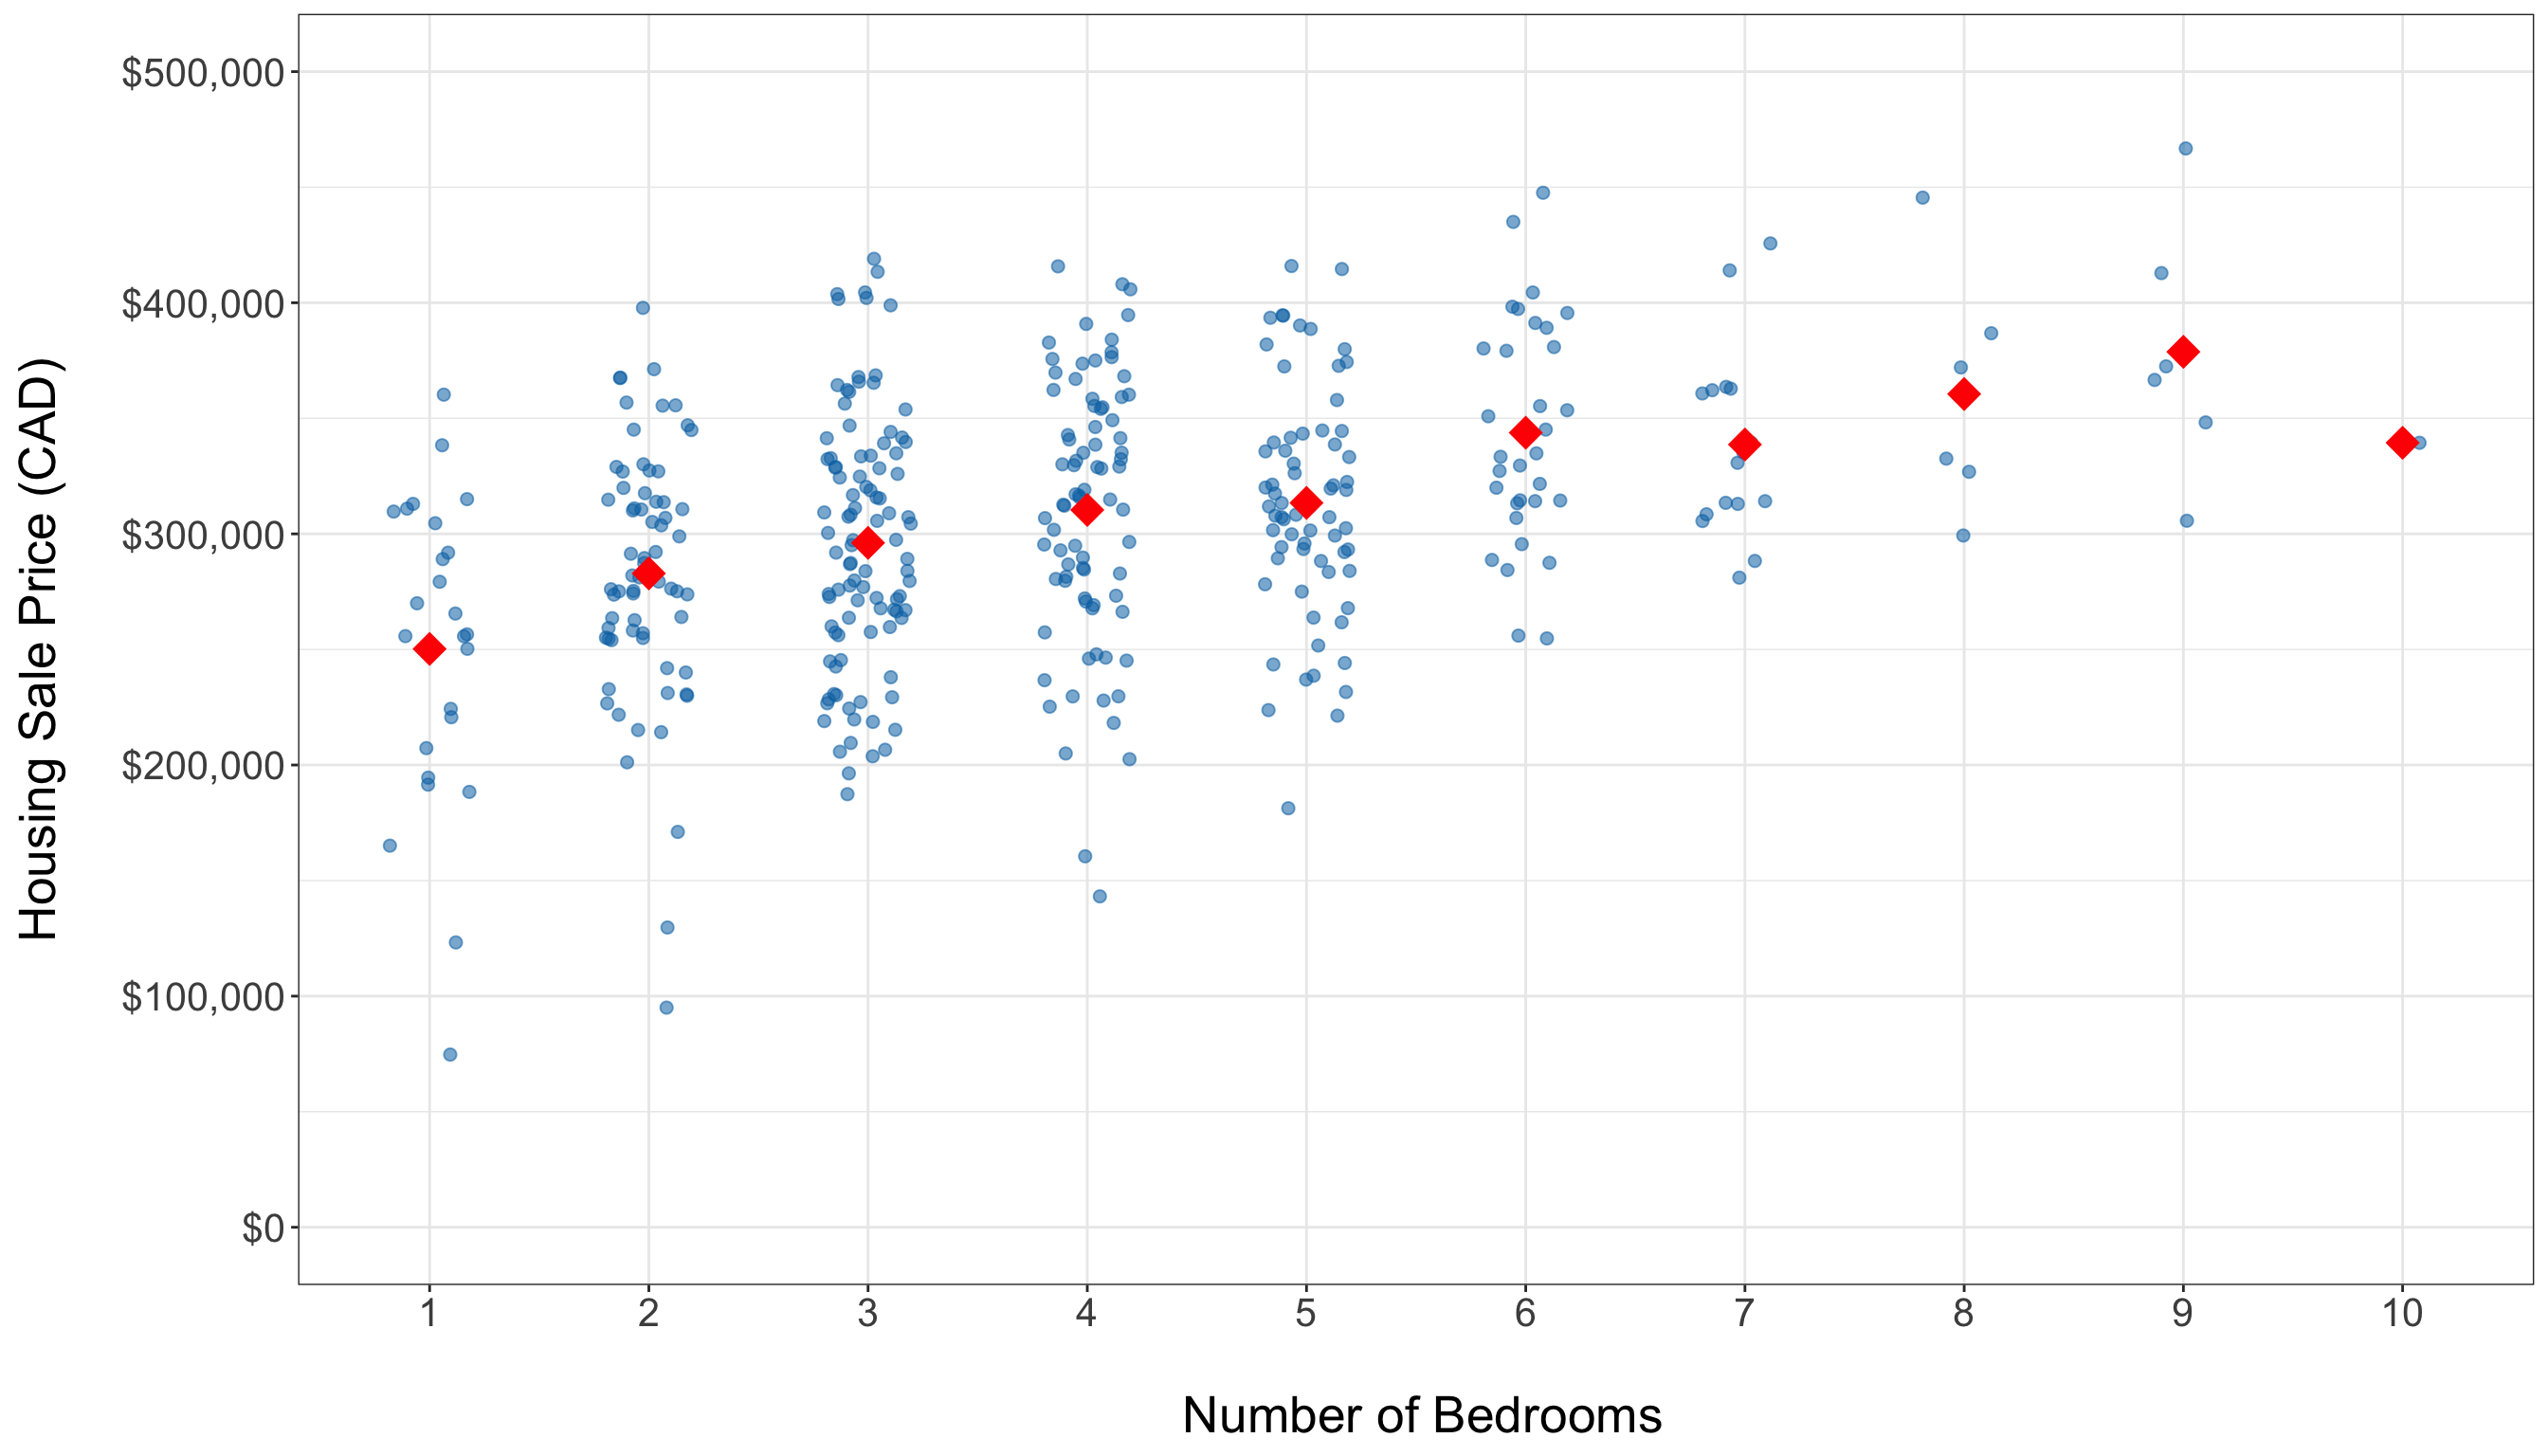 $500,000
$400,000
$300,000
$200,000
$100,000
$0
Housing Sale Price (CAD)
1 2 3 4 5 6 7 8 9 10
Number of Bedrooms